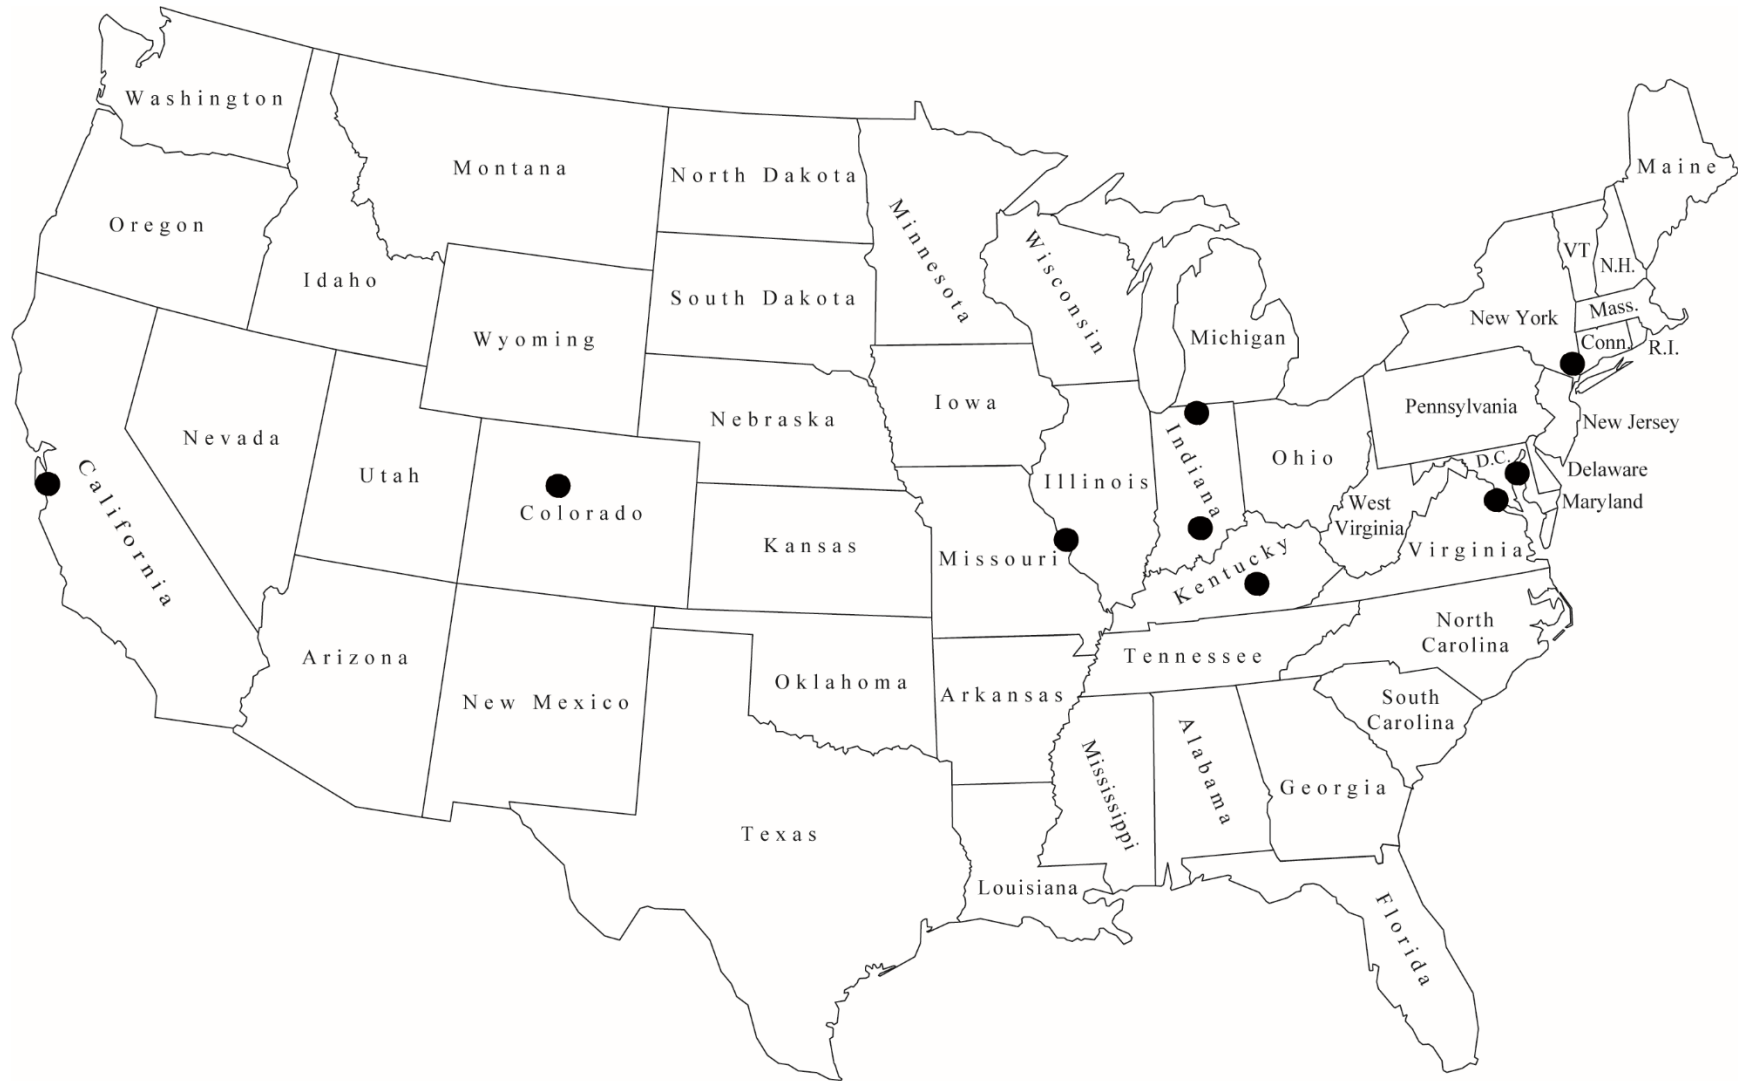 Washington
Montana
North Dakota
Minnesota
Maine
Oregon
Idaho
Wyoming
South Dakota
Wisconsin
Michigan
New York
VT
N.H.
Mass.
Conn.
R.I.
Nevada
Utah
Colorado
Nebraska
Iowa
Illinois
Indiana
Ohio
Pennsylvania
New Jersey
D.C.
Delaware
Maryland
California
Kansas
Missouri
Kentucky
West
Virginia
Virginia
Arizona
New Mexico
Oklahoma
Arkansas
Tennessee
North
Carolina
South
Carolina
Texas
Louisiana
Mississippi
Alabama
Georgia
Florida